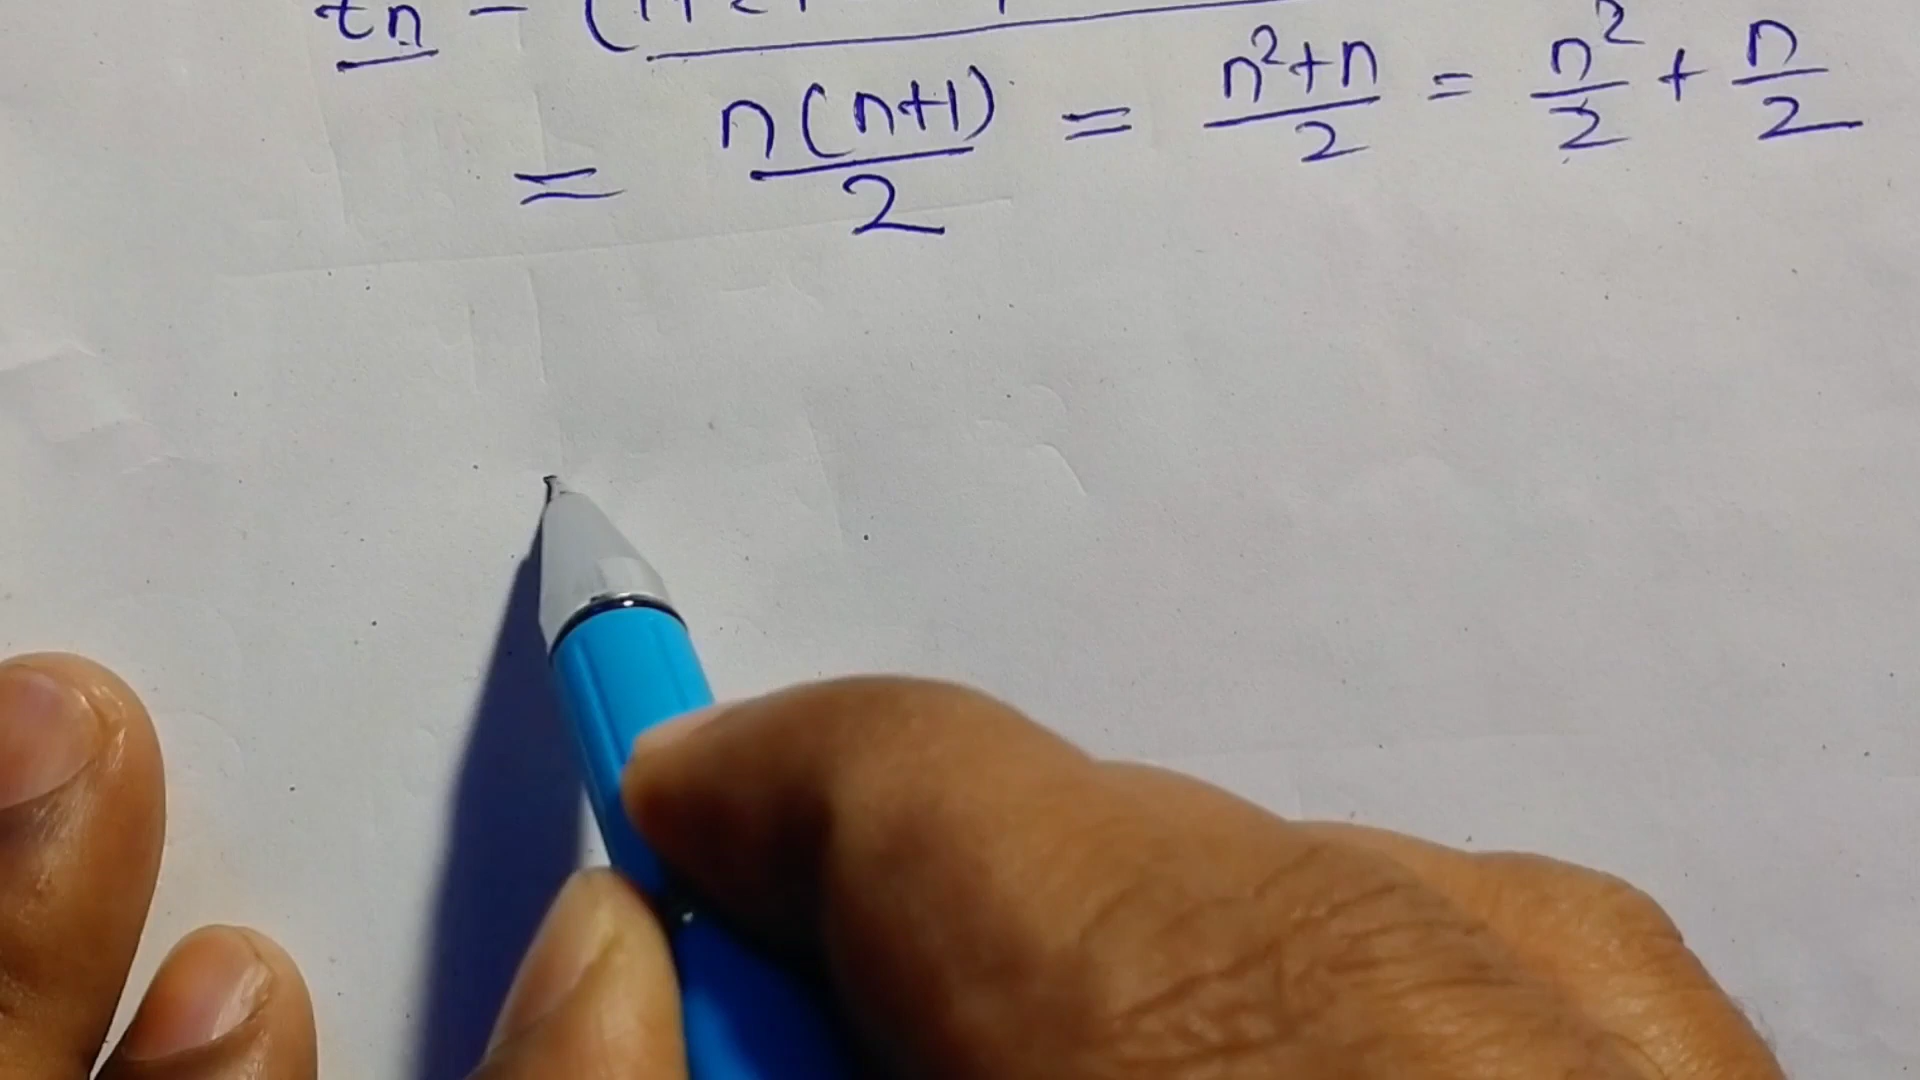 tn
= n(n+1)/2 = n²+n/2 = n²/2 + n/2